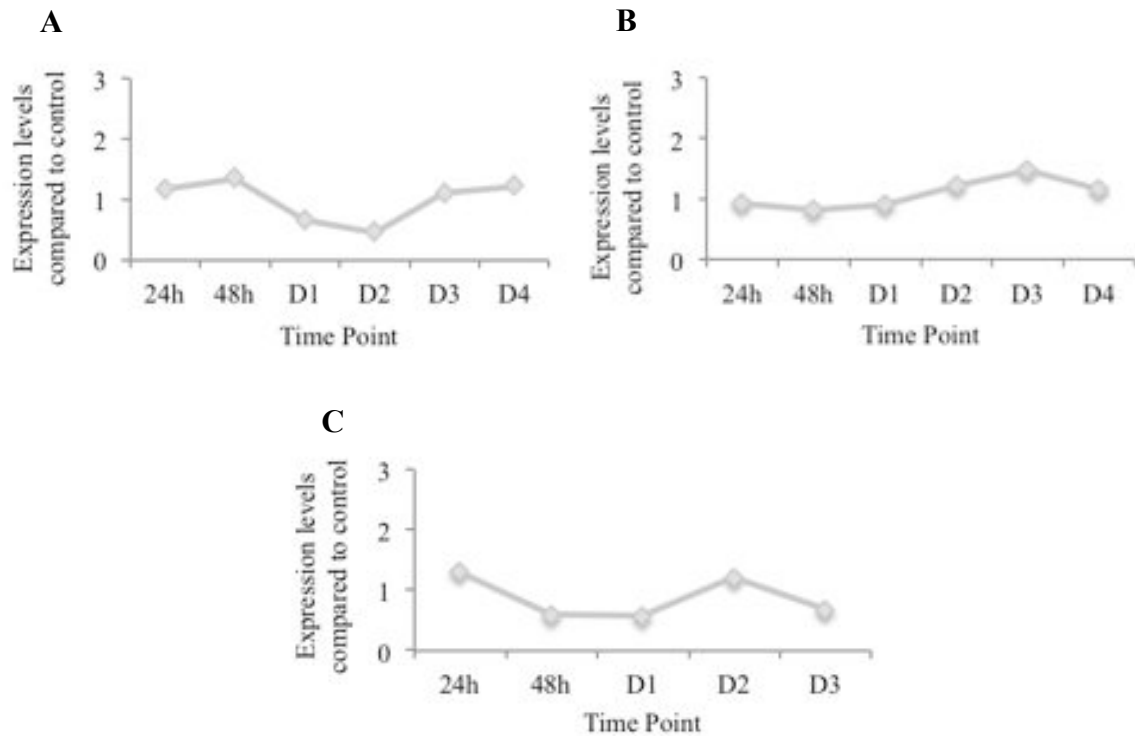 A
Expression levels
compared to control
3
2
1
0
24h 48h D1 D2 D3 D4
Time Point
B
Expression levels
compared to control
3
2
1
0
24h 48h D1 D2 D3 D4
Time Point
C
Expression levels
compared to control
3
2
1
0
24h 48h D1 D2 D3
Time Point